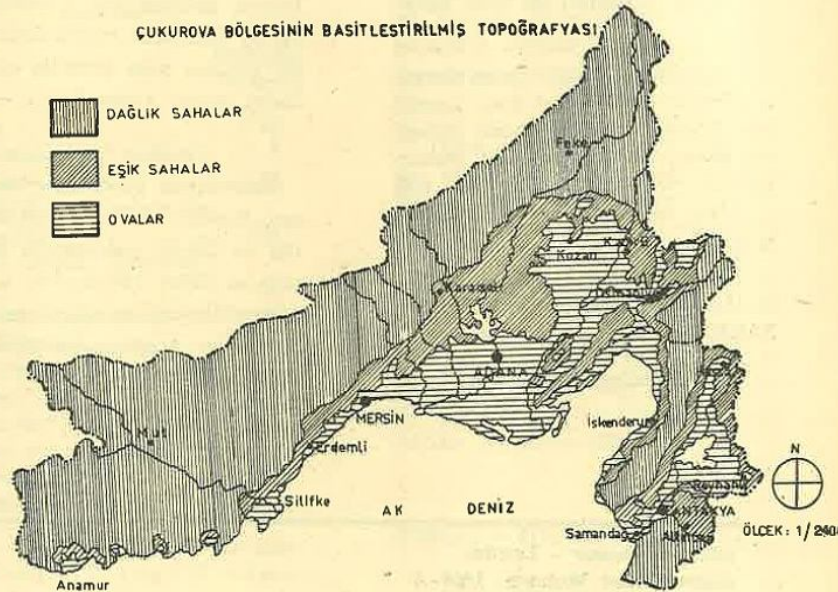 ÇUKUROVA BÖLGESİNİN BASİTLEŞTİRİLMİŞ TOPOĞRAFYASI
DAĞLIK SAHALAR
EŞİK SAHALAR
OVALAR
Feke
Kozan
Karaisalı
ADANA
MERSİN
Erdemli
Mut
Silifke
Anamur
İskenderun
AK DENİZ
N
Reyhanlı
ANTAKYA
Samandağ
ÖLÇEK: 1/